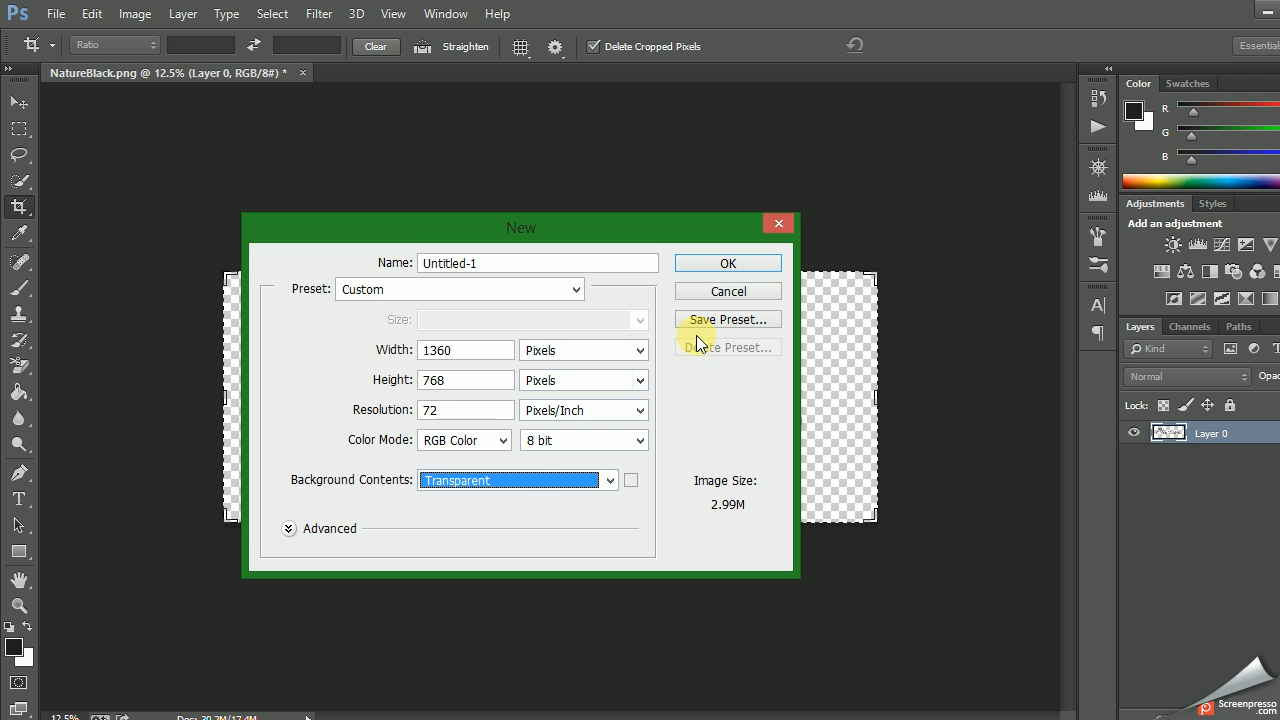 Ps File Edit Image Layer Type Select Filter 3D View Window Help
Ratio Clear Straighten Delete Cropped Pixels Essential
NatureBlack.png @ 12.5% (Layer 0, RGB/8#) * ×
Color Swatches
R
G
B
Adjustments Styles
Add an adjustment
Layers Channels Paths
Kind
Normal Opac
Lock:
Layer 0
New
Name: Untitled-1 OK
Preset: Custom Cancel
Size: Save Preset...
Width: 1360 Pixels Delete Preset...
Height: 768 Pixels
Resolution: 72 Pixels/Inch
Color Mode: RGB Color 8 bit
Background Contents: Transparent Image Size:
2.99M
Advanced
12.5% Doc: 30.2M/17.4M
Screenpresso
.com